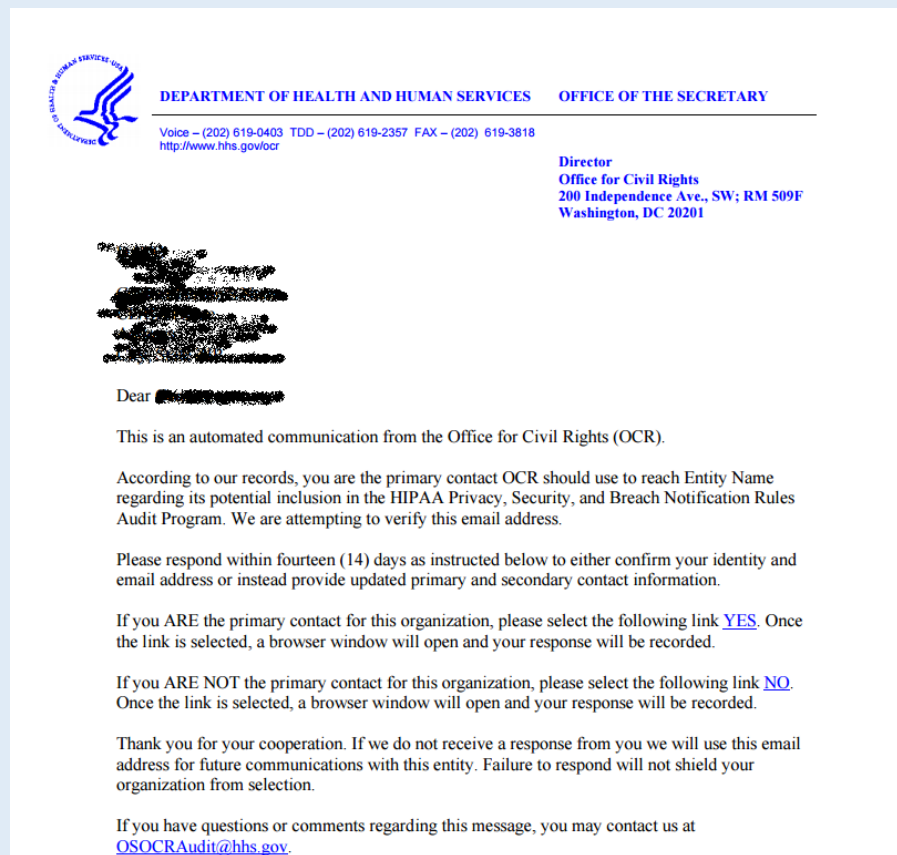 DEPARTMENT OF HEALTH & HUMAN SERVICES·USA
DEPARTMENT OF HEALTH AND HUMAN SERVICES OFFICE OF THE SECRETARY
Voice – (202) 619-0403 TDD – (202) 619-2357 FAX – (202) 619-3818
http://www.hhs.gov/ocr
Director
Office for Civil Rights
200 Independence Ave., SW; RM 509F
Washington, DC 20201
Dear
This is an automated communication from the Office for Civil Rights (OCR).
According to our records, you are the primary contact OCR should use to reach Entity Name
regarding its potential inclusion in the HIPAA Privacy, Security, and Breach Notification Rules
Audit Program. We are attempting to verify this email address.
Please respond within fourteen (14) days as instructed below to either confirm your identity and
email address or instead provide updated primary and secondary contact information.
If you ARE the primary contact for this organization, please select the following link YES. Once
the link is selected, a browser window will open and your response will be recorded.
If you ARE NOT the primary contact for this organization, please select the following link NO.
Once the link is selected, a browser window will open and your response will be recorded.
Thank you for your cooperation. If we do not receive a response from you we will use this email
address for future communications with this entity. Failure to respond will not shield your
organization from selection.
If you have questions or comments regarding this message, you may contact us at
OSOCRAudit@hhs.gov.